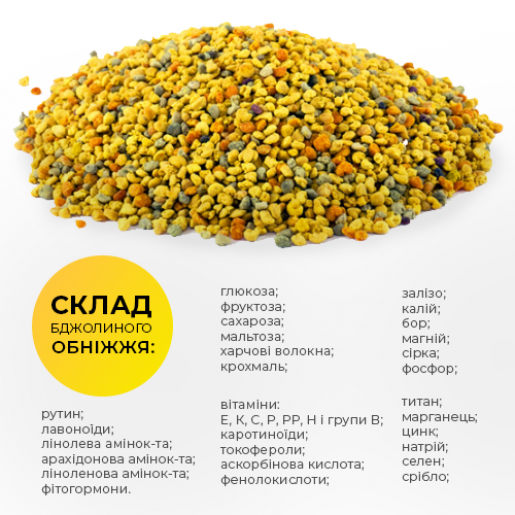 СКЛАД
БДЖОЛИНОГО
ОБНІЖЖЯ:
глюкоза;
фруктоза;
сахароза;
мальтоза;
харчові волокна;
крохмаль;
залізо;
калій;
бор;
магній;
сірка;
фосфор;
рутин;
лавоноїди;
лінолева амінок-та;
арахідонова амінок-та;
ліноленова амінок-та;
фітогормони.
вітаміни:
Е, К, С, Р, РР, Н і групи В;
каротиноїди;
токофероли;
аскорбінова кислота;
фенолокислоти;
титан;
марганець;
цинк;
натрій;
селен;
срібло;